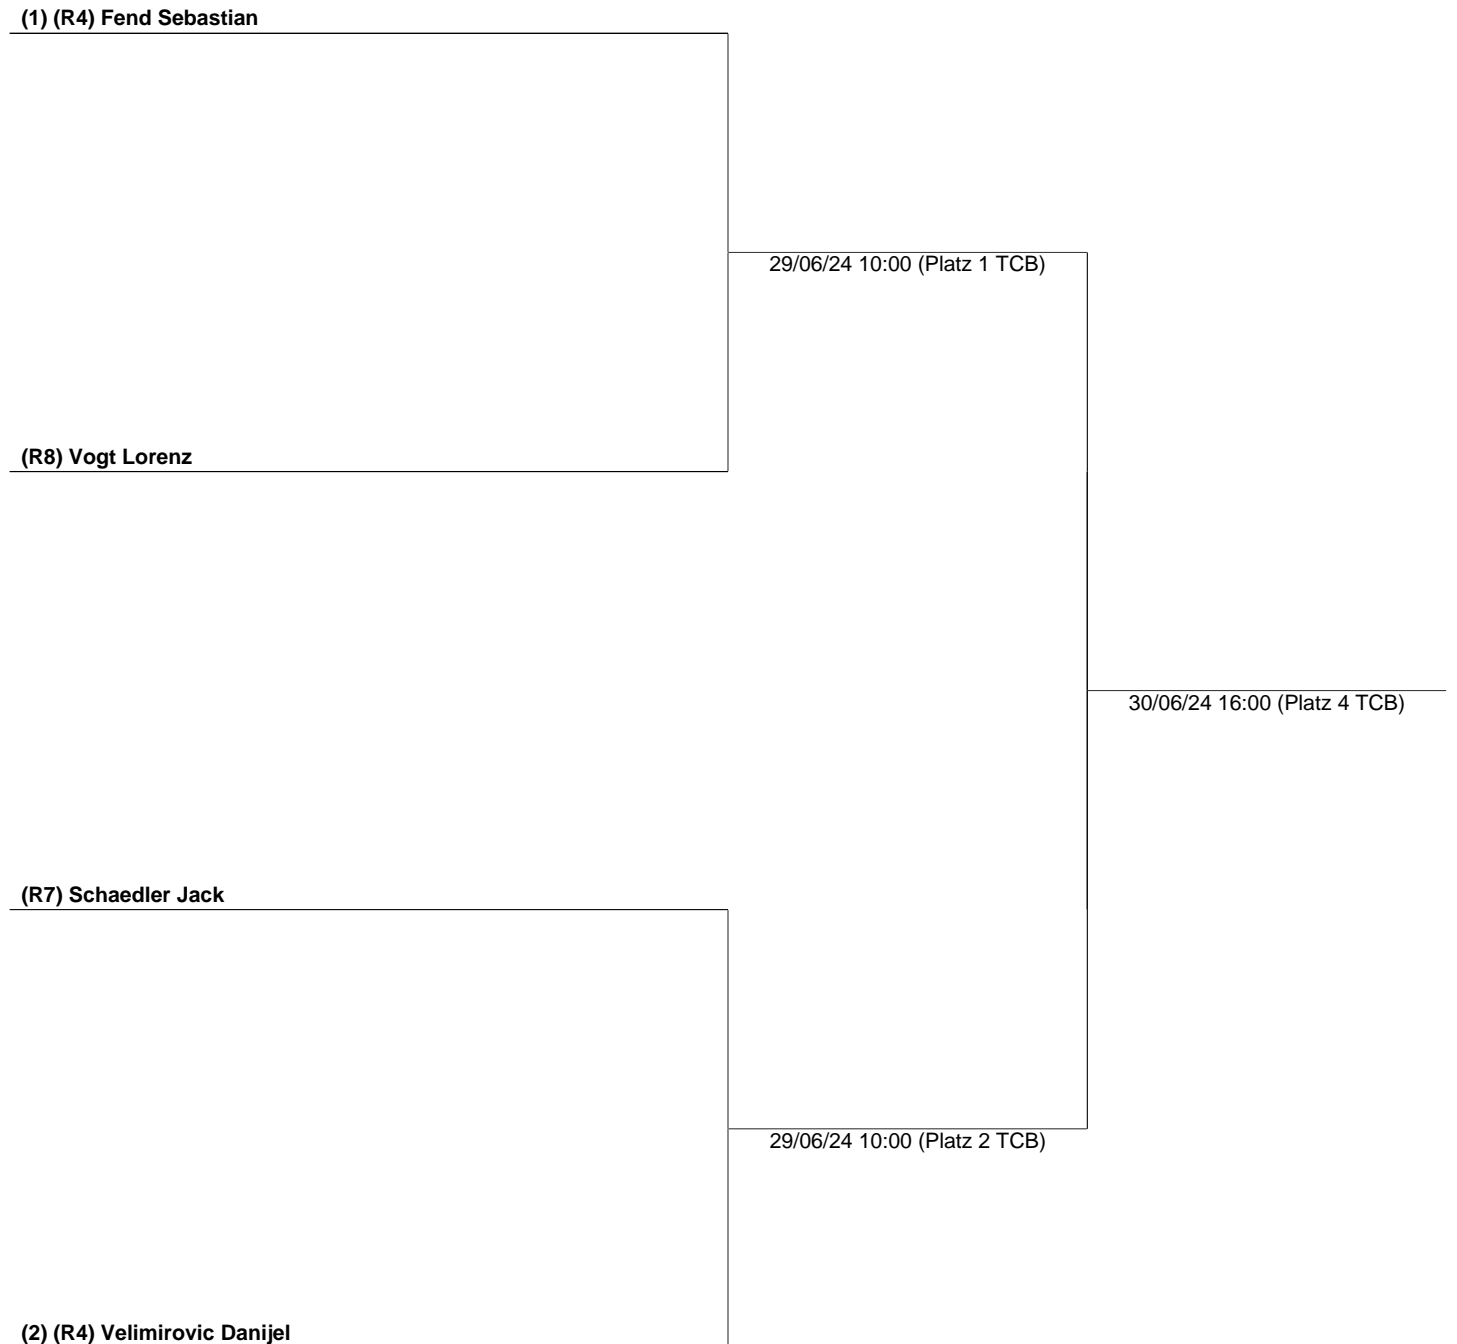 (1) (R4) Fend Sebastian
29/06/24 10:00 (Platz 1 TCB)
(R8) Vogt Lorenz
30/06/24 16:00 (Platz 4 TCB)
(R7) Schaedler Jack
29/06/24 10:00 (Platz 2 TCB)
(2) (R4) Velimirovic Danijel